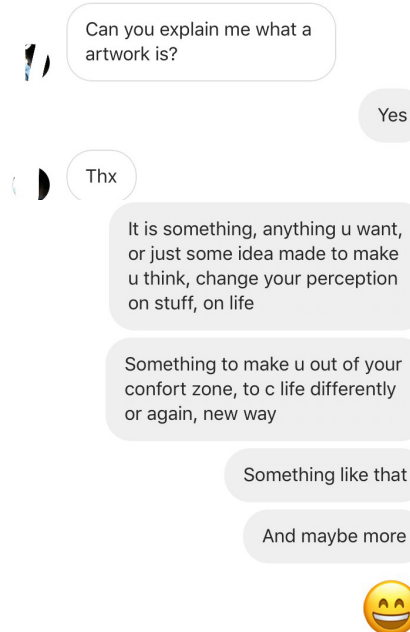 Can you explain me what a
artwork is?
Yes
Thx
It is something, anything u want,
or just some idea made to make
u think, change your perception
on stuff, on life
Something to make u out of your
confort zone, to c life differently
or again, new way
Something like that
And maybe more